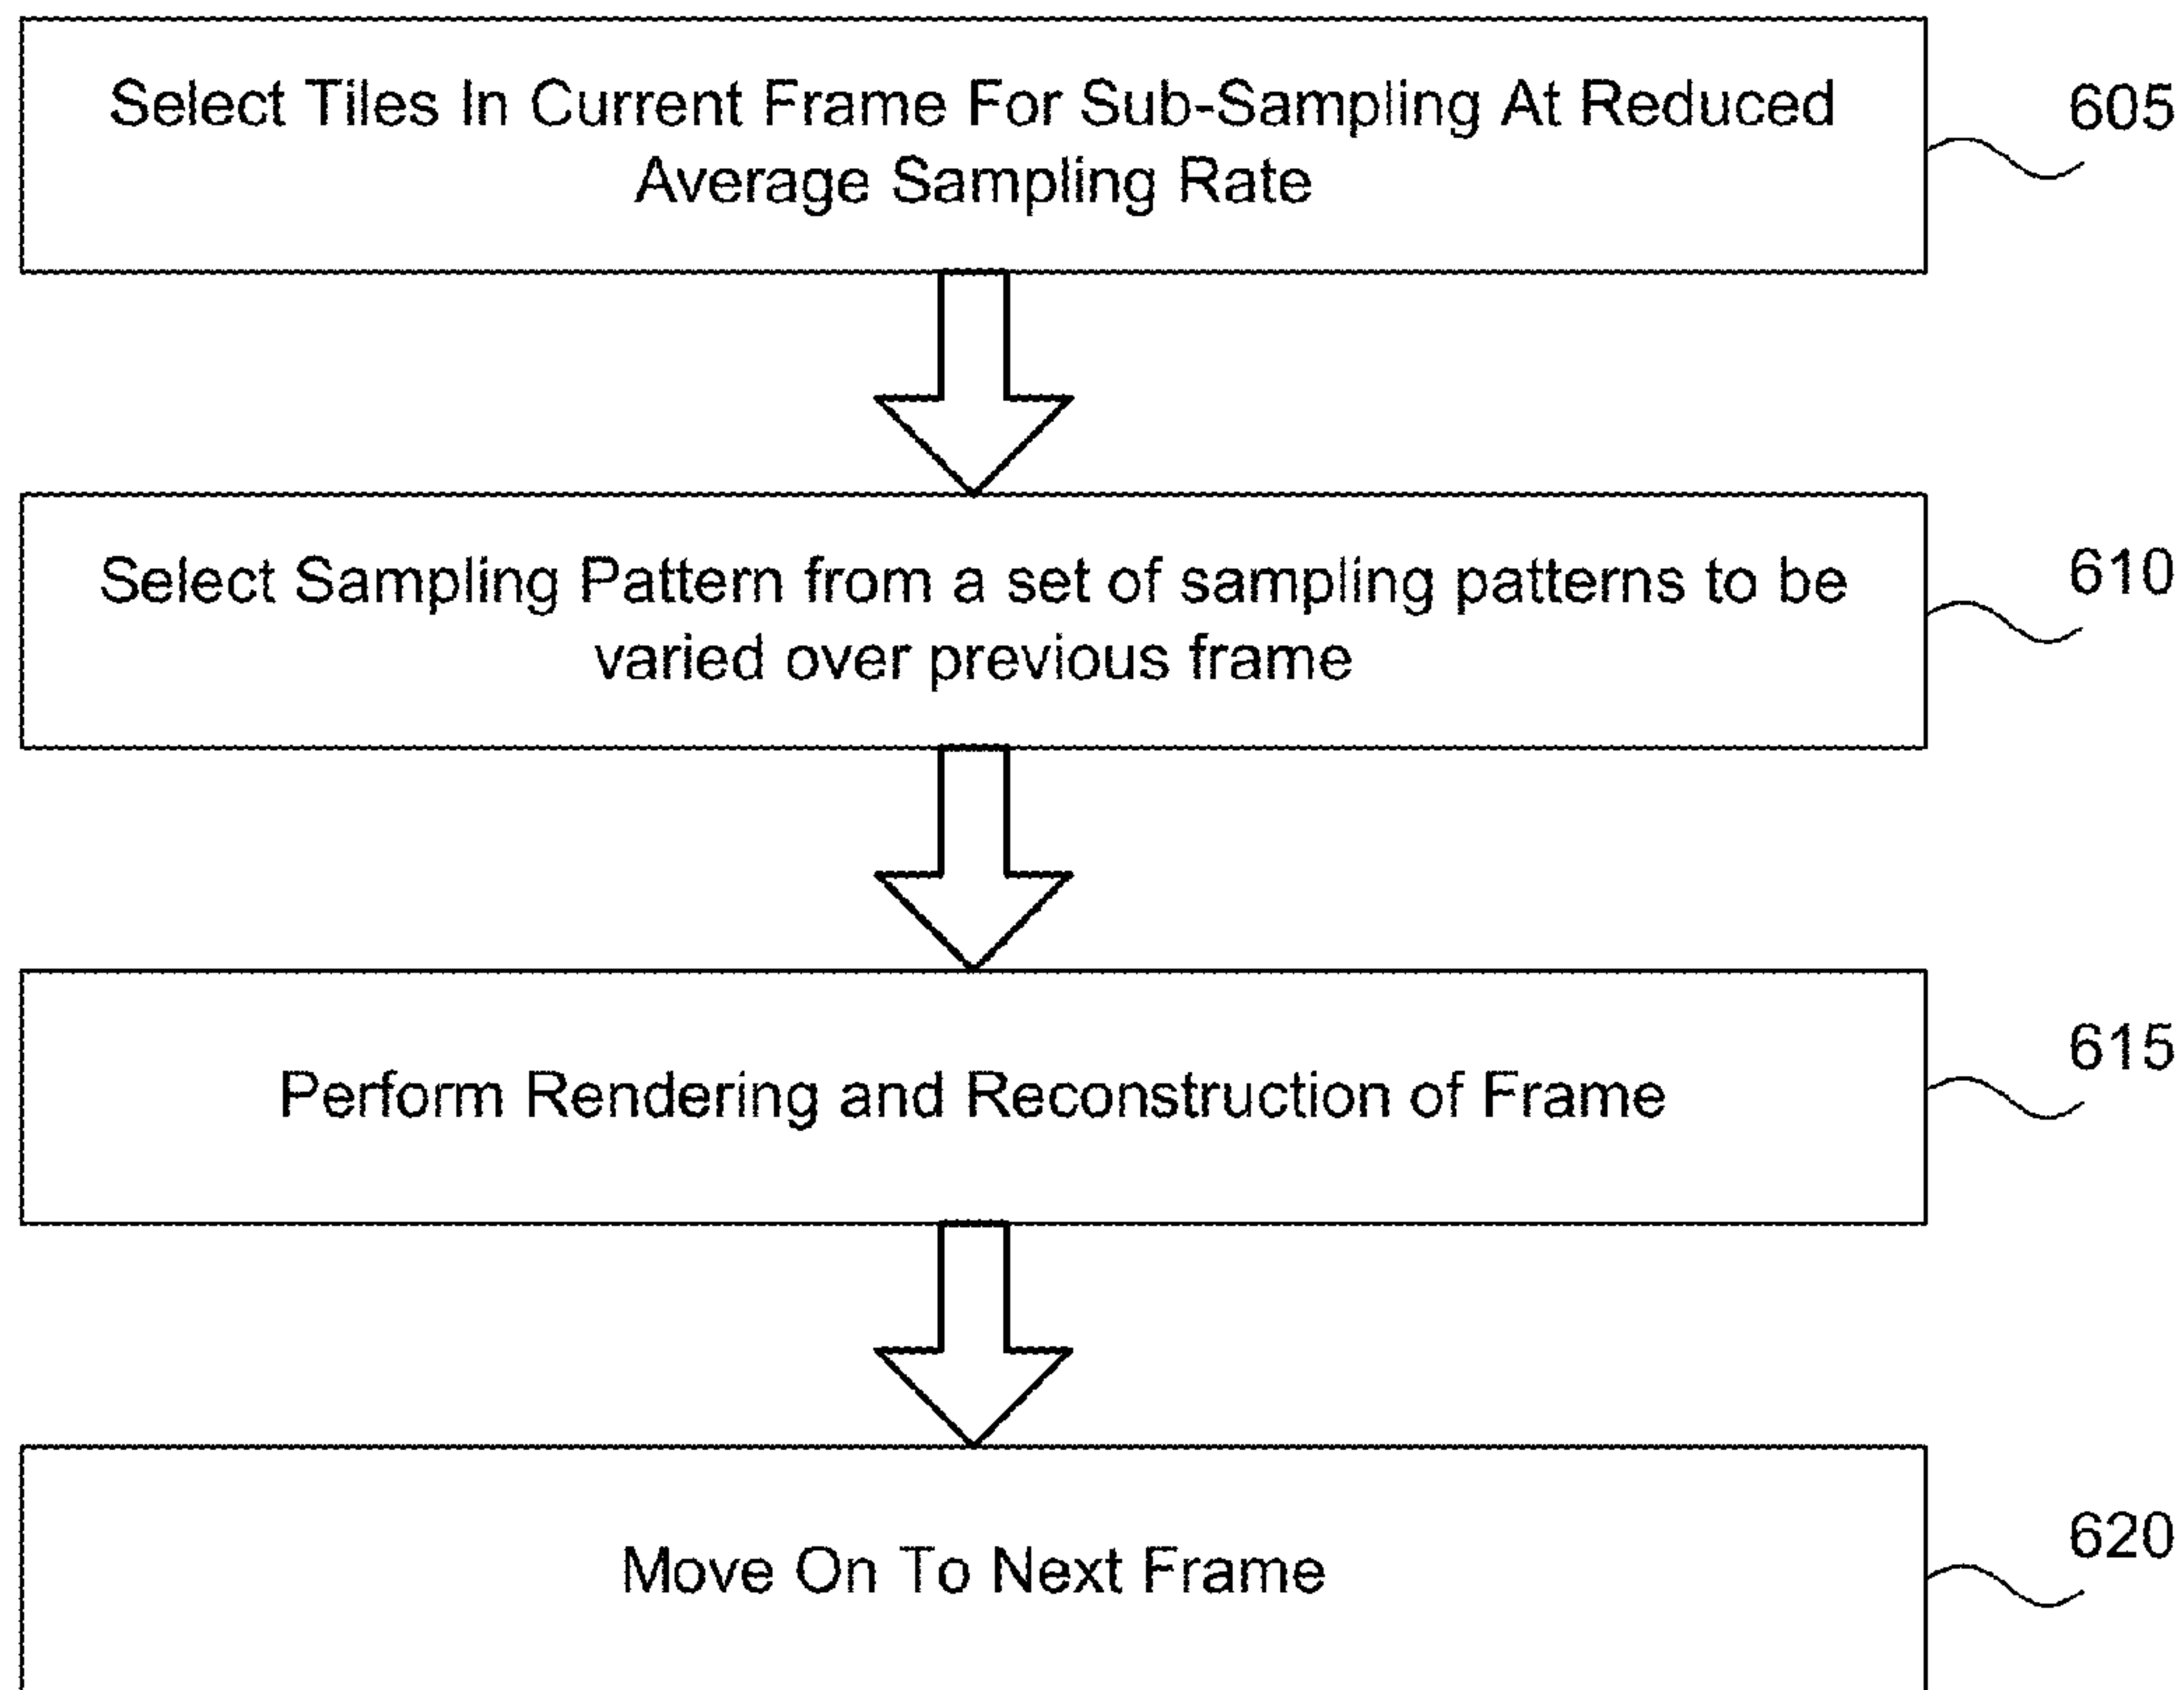 Select Tiles In Current Frame For Sub-Sampling At Reduced
Average Sampling Rate
605
Select Sampling Pattern from a set of sampling patterns to be
varied over previous frame
610
Perform Rendering and Reconstruction of Frame
615
Move On To Next Frame
620